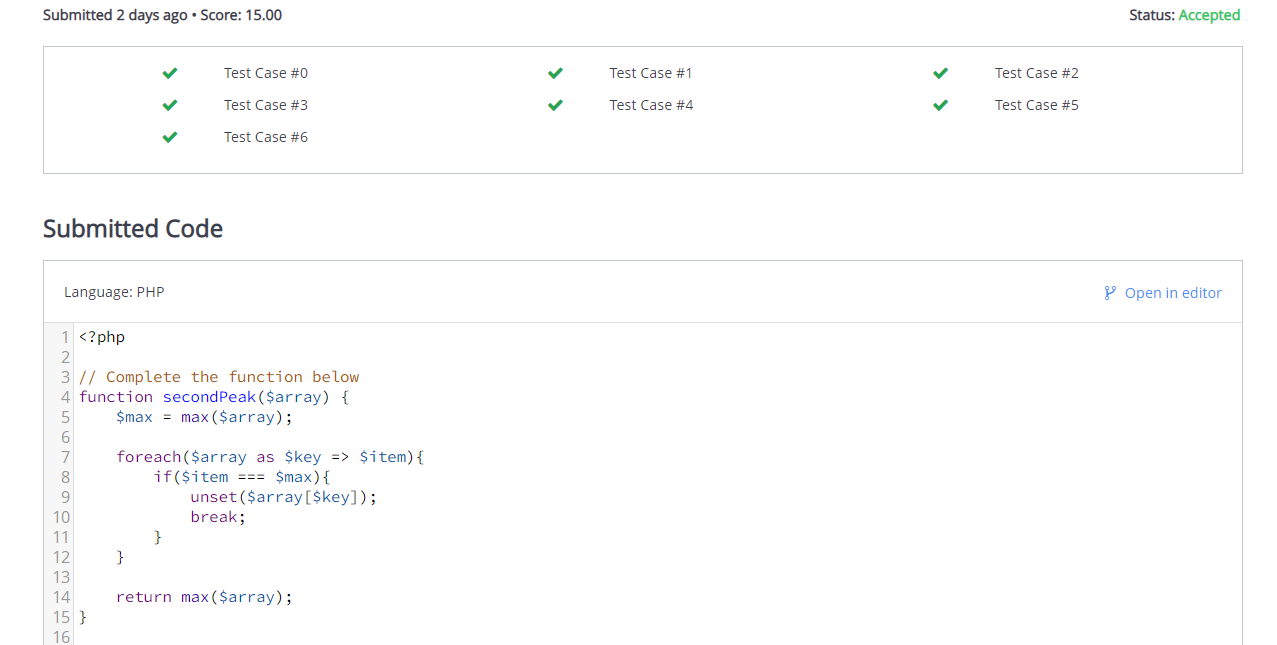 Submitted 2 days ago • Score: 15.00
Status: Accepted
Test Case #0
Test Case #1
Test Case #2
Test Case #3
Test Case #4
Test Case #5
Test Case #6
Submitted Code
Language: PHP
Open in editor
1 <?php
2
3 // Complete the function below
4 function secondPeak($array) {
5     $max = max($array);
6
7     foreach($array as $key => $item){
8         if($item === $max){
9             unset($array[$key]);
10             break;
11         }
12     }
13
14     return max($array);
15 }
16